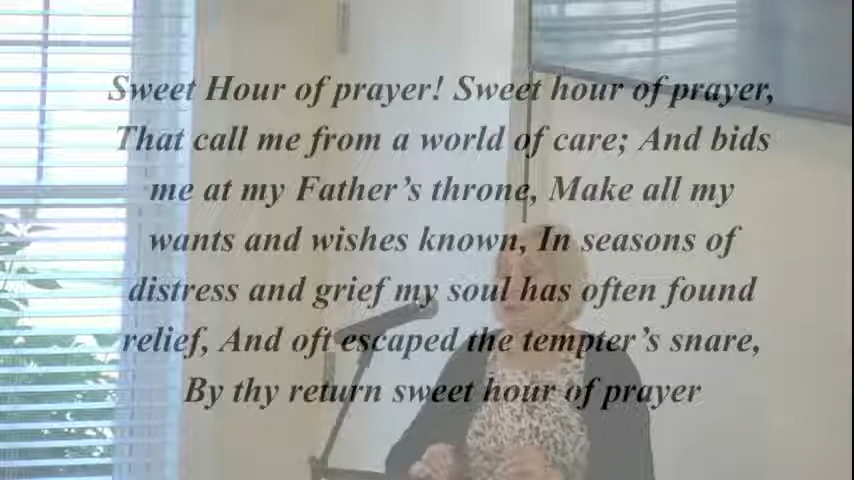 Sweet Hour of prayer! Sweet hour of prayer,
That call me from a world of care; And bids
me at my Father's throne, Make all my
wants and wishes known, In seasons of
distress and grief my soul has often found
relief, And oft escaped the tempter's snare,
By thy return sweet hour of prayer